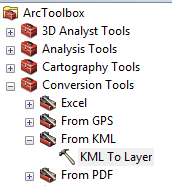 ArcToolbox
3D Analyst Tools
Analysis Tools
Cartography Tools
Conversion Tools
Excel
From GPS
From KML
KML To Layer
From PDF